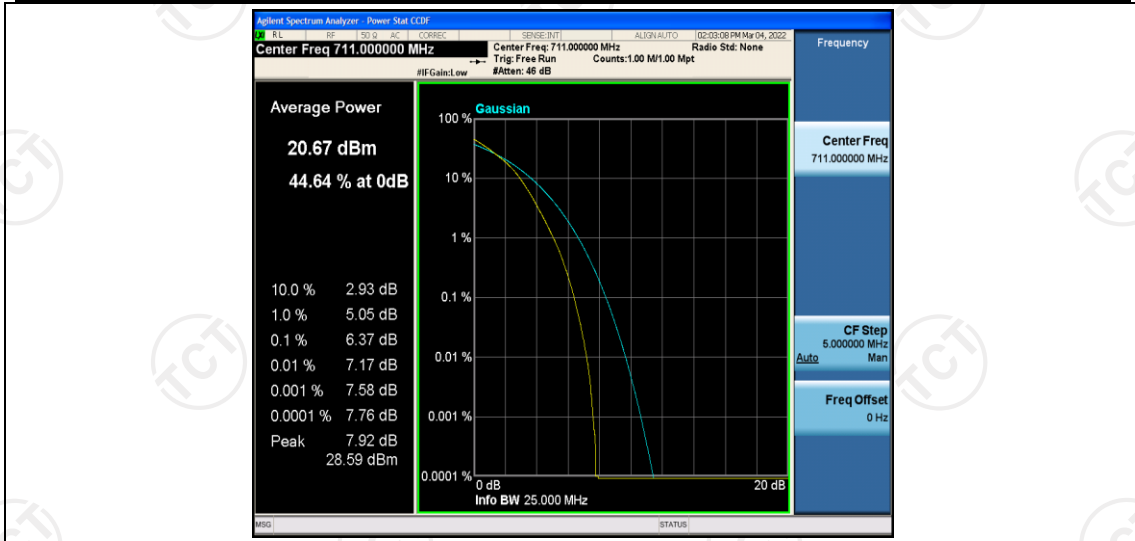 Agilent Spectrum Analyzer - Power Stat CCDF
RL RF 50 Ω AC CORREC SENSE:INT ALIGN AUTO 02:03:08 PM Mar 04, 2022
Center Freq 711.000000 MHz
Center Freq: 711.000000 MHz Radio Std: None
Trig: Free Run Counts:1.00 M/1.00 Mpt
#IFGain:Low #Atten: 46 dB
Frequency
Average Power
20.67 dBm
44.64 % at 0dB
10.0 % 2.93 dB
1.0 % 5.05 dB
0.1 % 6.37 dB
0.01 % 7.17 dB
0.001 % 7.58 dB
0.0001 % 7.76 dB
Peak 7.92 dB
28.59 dBm
Gaussian
100 %
10 %
1 %
0.1 %
0.01 %
0.001 %
0.0001 %
0 dB 20 dB
Info BW 25.000 MHz
Center Freq
711.000000 MHz
CF Step
5.000000 MHz
Auto Man
Freq Offset
0 Hz
MSG STATUS
TCT
TCT
TCT
TCT